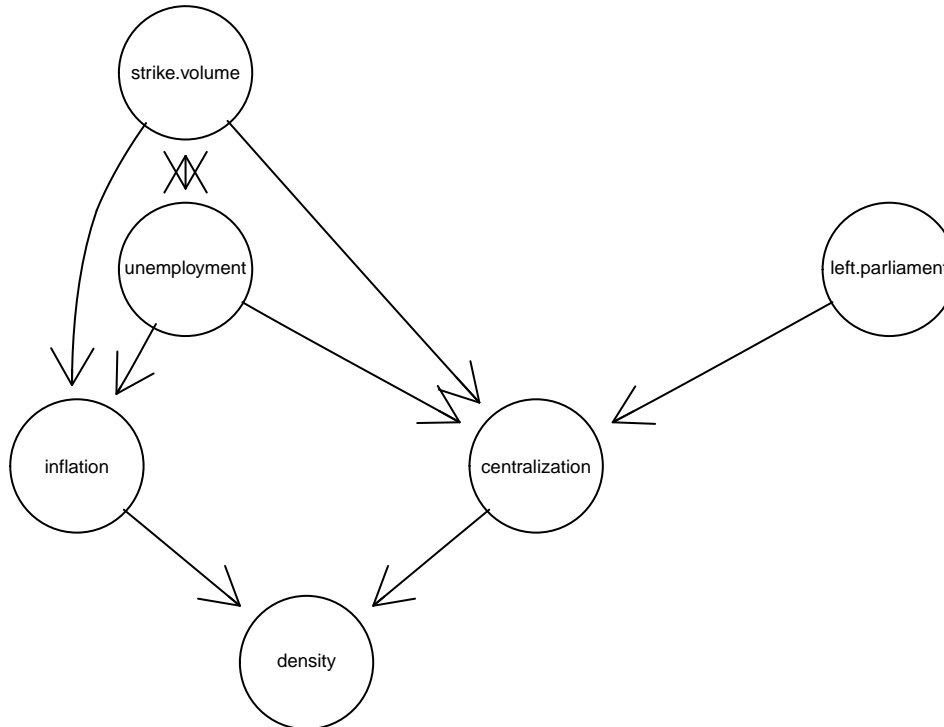 strike.volume
unemployment
left.parliament
inflation
centralization
density